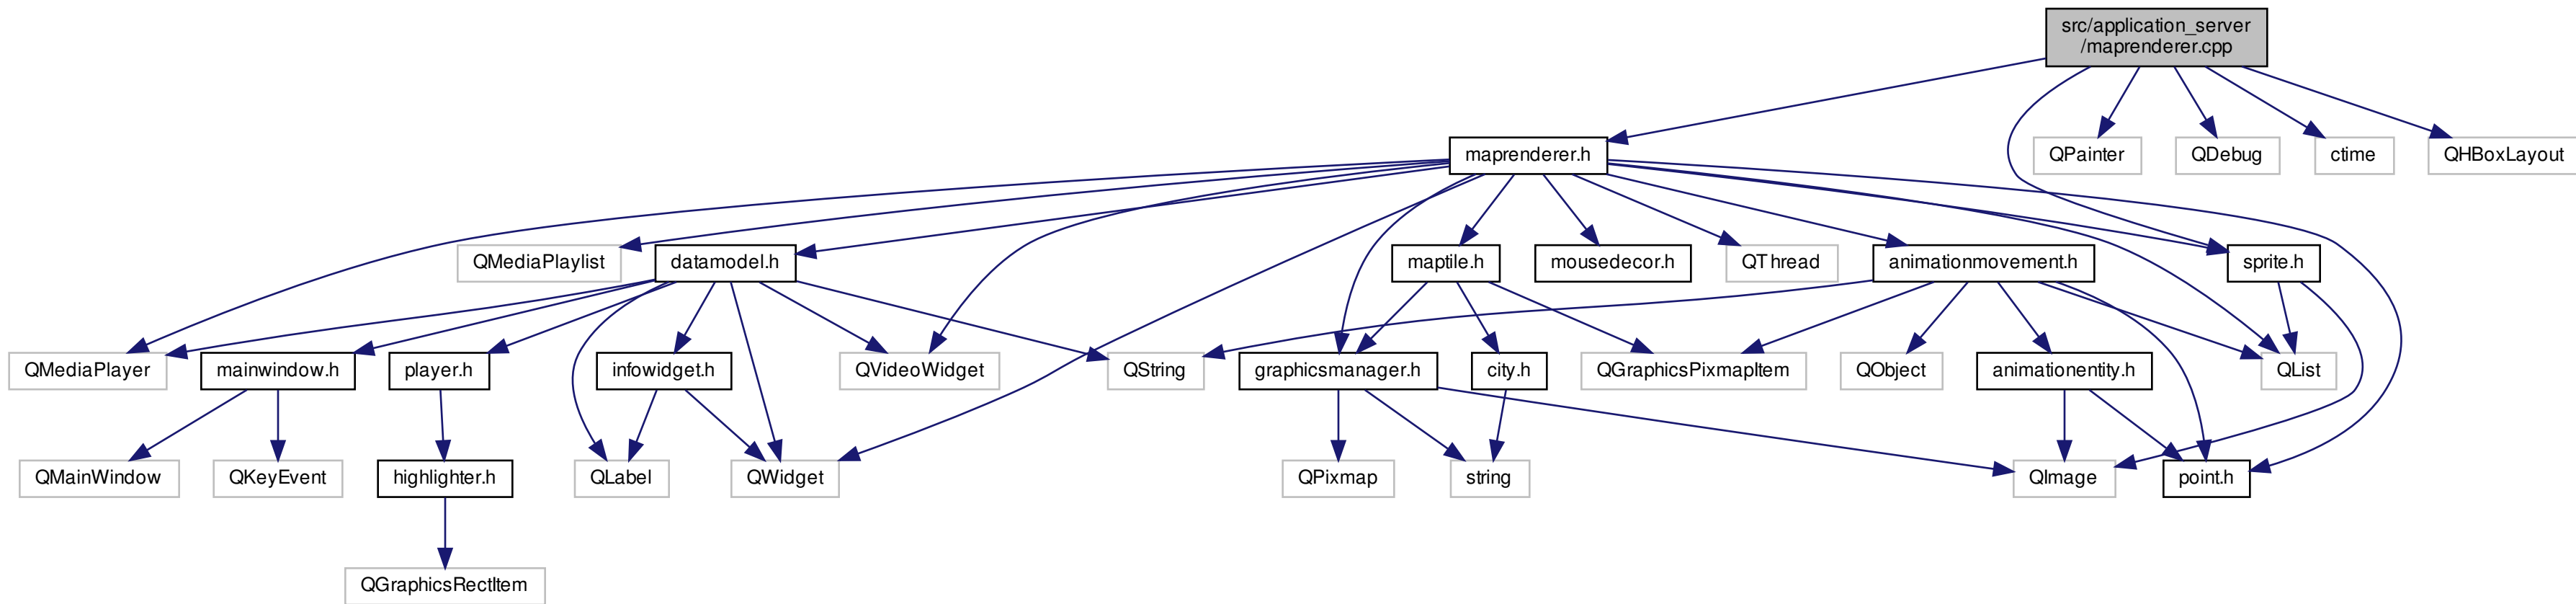 src/application_server
/maprenderer.cpp
maprenderer.h
QPainter
QDebug
ctime
QHBoxLayout
QMediaPlaylist
datamodel.h
maptile.h
mousedecor.h
QThread
animationmovement.h
sprite.h
QMediaPlayer
mainwindow.h
player.h
infowidget.h
QVideoWidget
QString
graphicsmanager.h
city.h
QGraphicsPixmapItem
QObject
animationentity.h
QList
QMainWindow
QKeyEvent
highlighter.h
QLabel
QWidget
QPixmap
string
QImage
point.h
QGraphicsRectItem